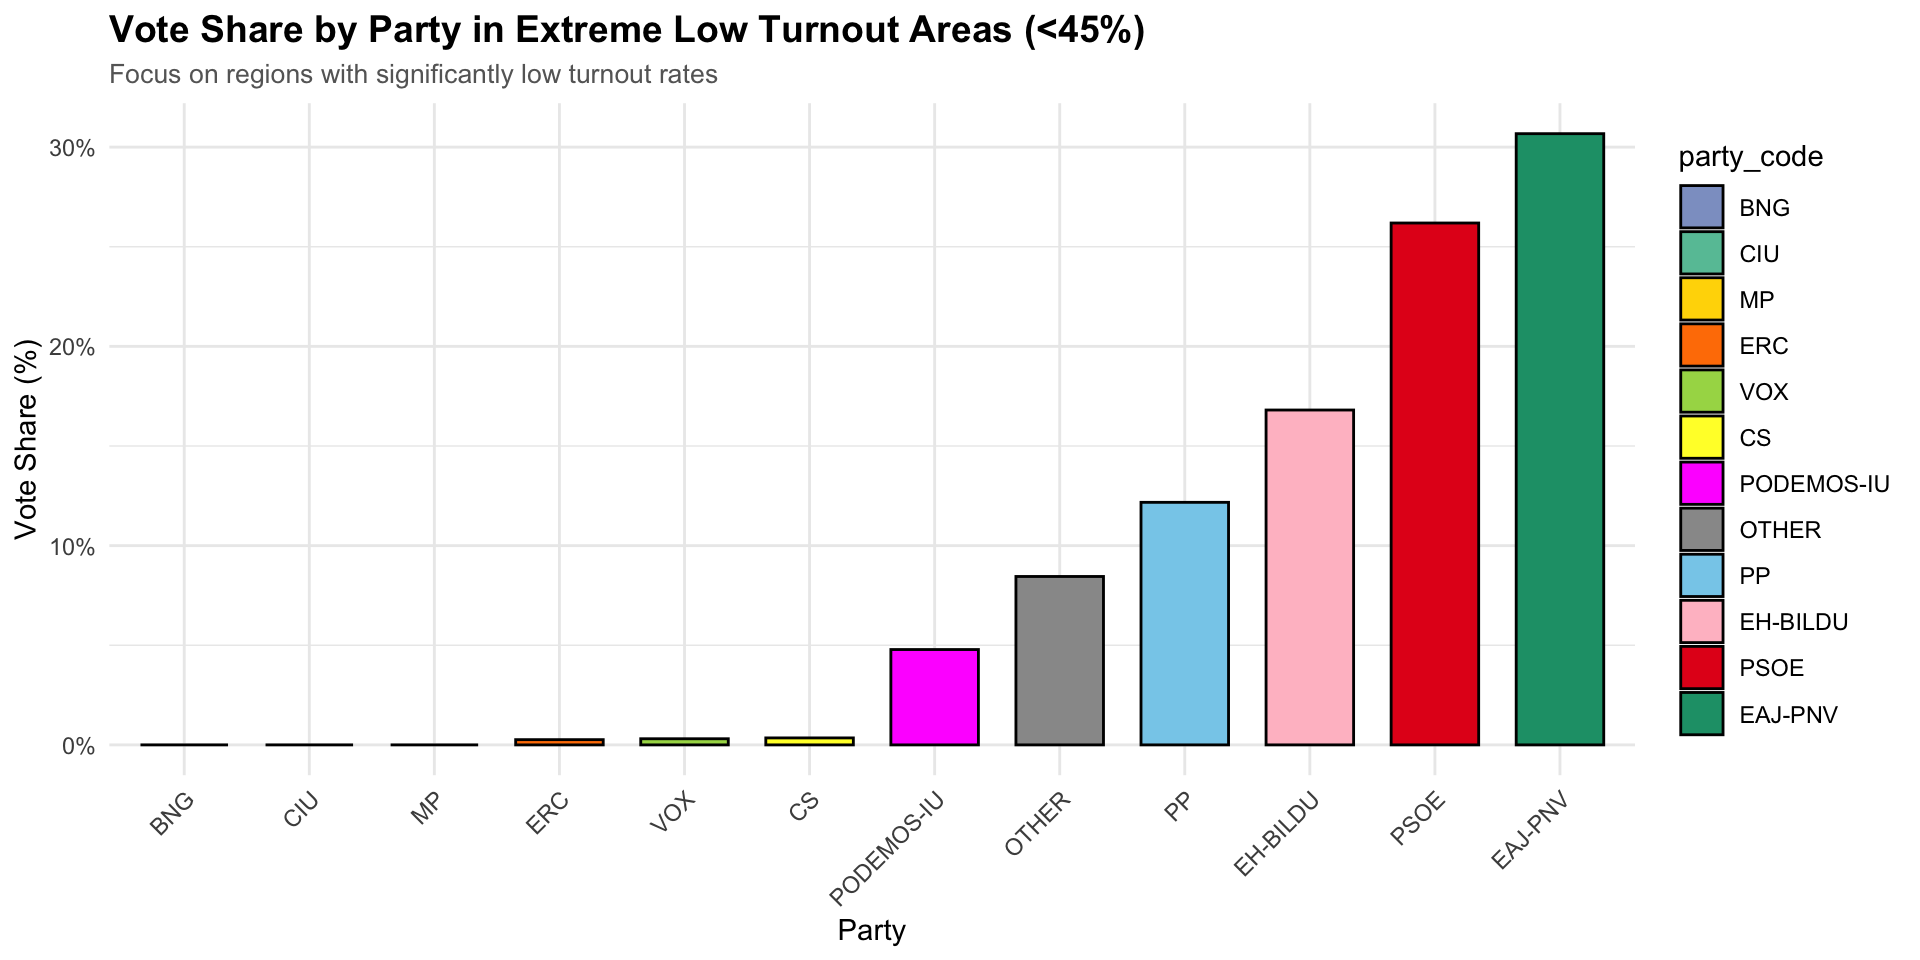 Vote Share by Party in Extreme Low Turnout Areas (<45%)
Focus on regions with significantly low turnout rates
Vote Share (%)
30%
20%
10%
0%
BNG
CIU
MP
ERC
VOX
CS
PODEMOS-IU
OTHER
PP
EH-BILDU
PSOE
EAJ-PNV
Party
party_code
BNG
CIU
MP
ERC
VOX
CS
PODEMOS-IU
OTHER
PP
EH-BILDU
PSOE
EAJ-PNV